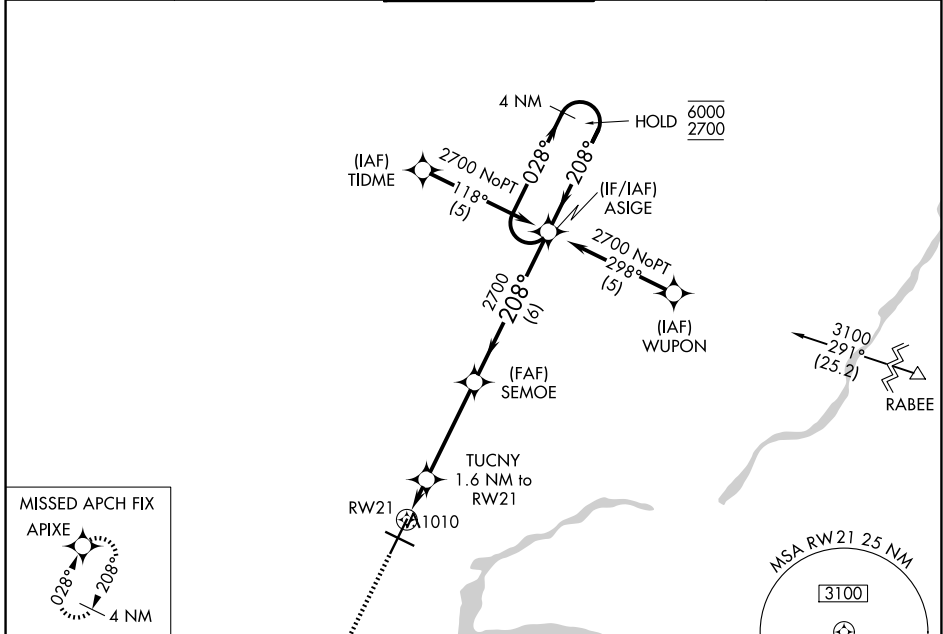 4 NM
HOLD
6000
2700
028°
208°
(IAF)
TIDME
2700 NoPT
118°
(5)
(IF/IAF)
ASIGE
2700 NoPT
298°
(5)
(IAF)
WUPON
2700
208°
(6)
3100
291°
(25.2)
RABEE
(FAF)
SEMOE
TUCNY
1.6 NM to
RW21
RW21
1010
MISSED APCH FIX
APIXE
028°
208°
4 NM
MSA RW21 25 NM
3100